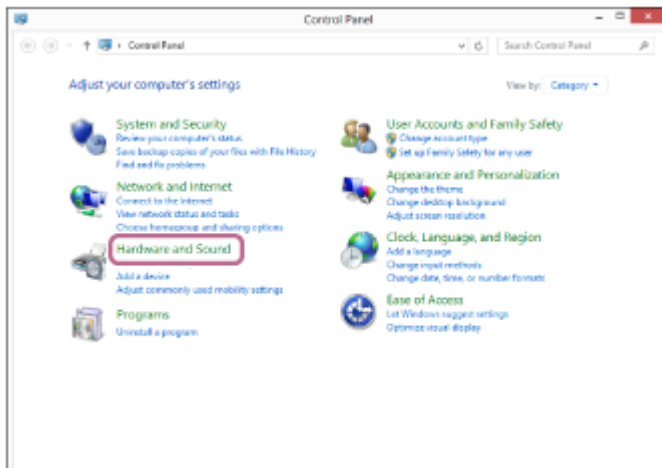 Control Panel
Control Panel
Search Control Panel
Adjust your computer's settings
View by: Category
System and Security
Review your computer's status
Save backup copies of your files with File History
Find and fix problems
Network and Internet
Connect to the Internet
View network status and tasks
Choose homegroup and sharing options
Hardware and Sound
Add a device
Adjust commonly used mobility settings
Programs
Uninstall a program
User Accounts and Family Safety
Change account type
Set up Family Safety for any user
Appearance and Personalization
Change the theme
Change desktop background
Adjust screen resolution
Clock, Language, and Region
Add a language
Change input methods
Change date, time, or number formats
Ease of Access
Let Windows suggest settings
Optimize visual display